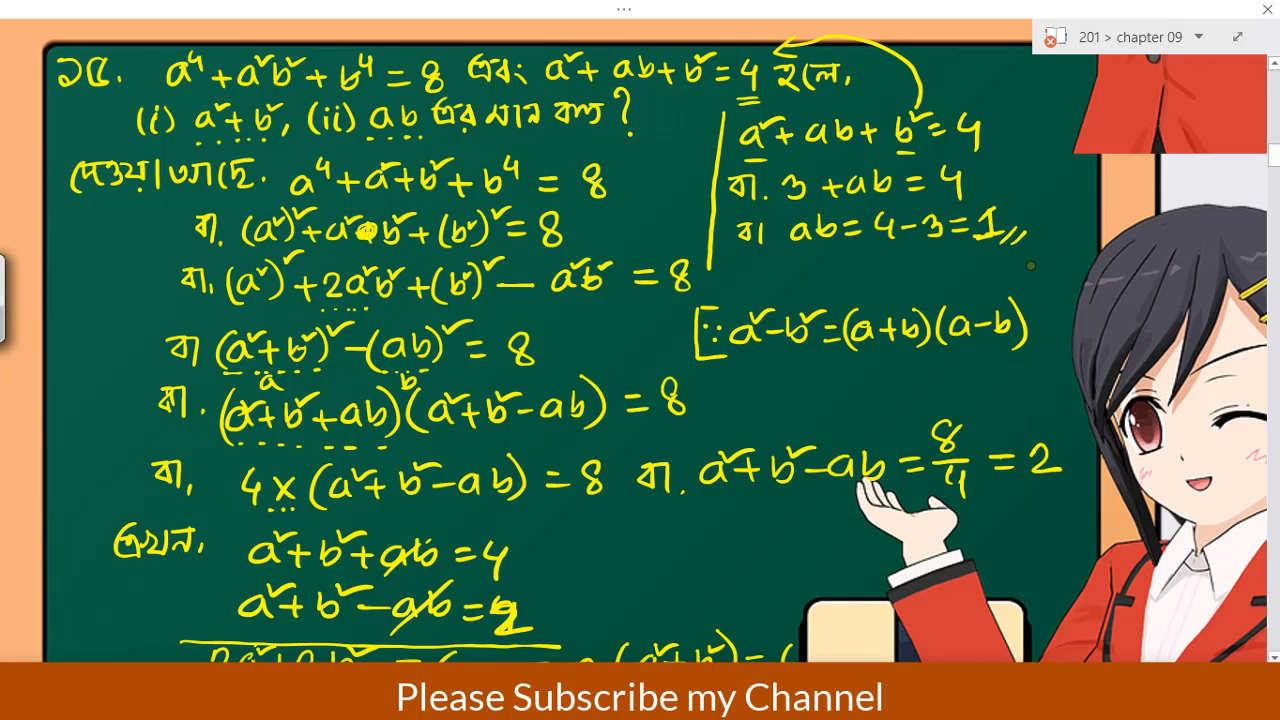 201 > chapter 09
১৫. a⁴ + a²b² + b⁴ = 8 এবং a² + ab + b² = 4 হলে,
(i) a² + b², (ii) ab এর মান কত ?
দেওয়া আছে. a⁴ + a² + b² + b⁴ = 8
বা, (a²)² + a²b² + (b²)² = 8
বা, (a²)² + 2a²b² + (b²)² – a²b² = 8
বা (a² + b²)² – (ab)² = 8
a b
বা. (a² + b² + ab)(a² + b² – ab) = 8
বা, 4 × (a² + b² – ab) = 8 বা. a² + b² – ab = 8/4 = 2
এখন, a² + b² + ab = 4
a² + b² – ab = 2
a² + ab + b² = 4
বা. 3 + ab = 4
বা ab = 4 – 3 = 1,,
[∵ a² – b² = (a+b)(a–b)
Please Subscribe my Channel